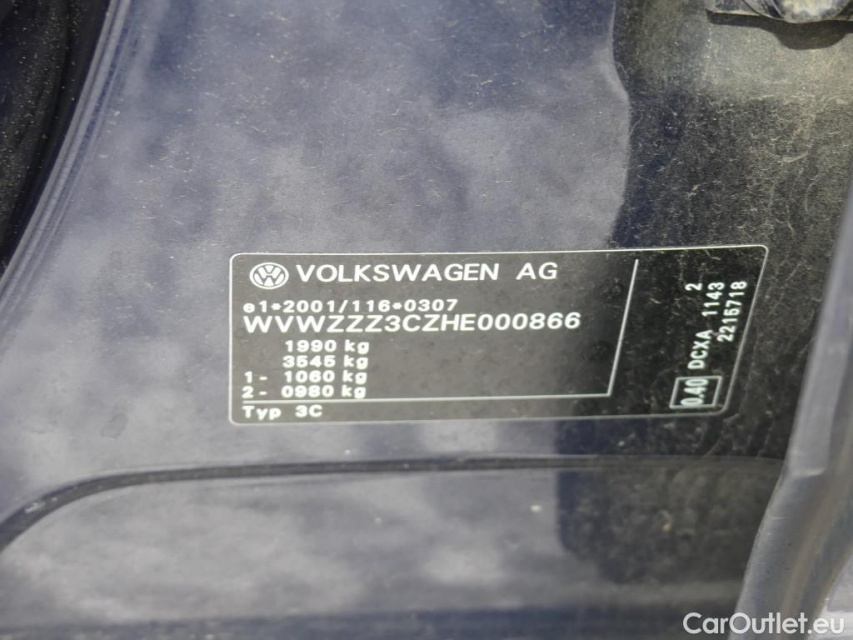 VOLKSWAGEN AG
e1*2001/116*0307
WVWZZZ3CZHE000866
1990 kg
3545 kg
1 - 1060 kg
2 - 0980 kg
Typ 3C
0.40 DCXA 1143 2
2215718
CarOutlet.eu